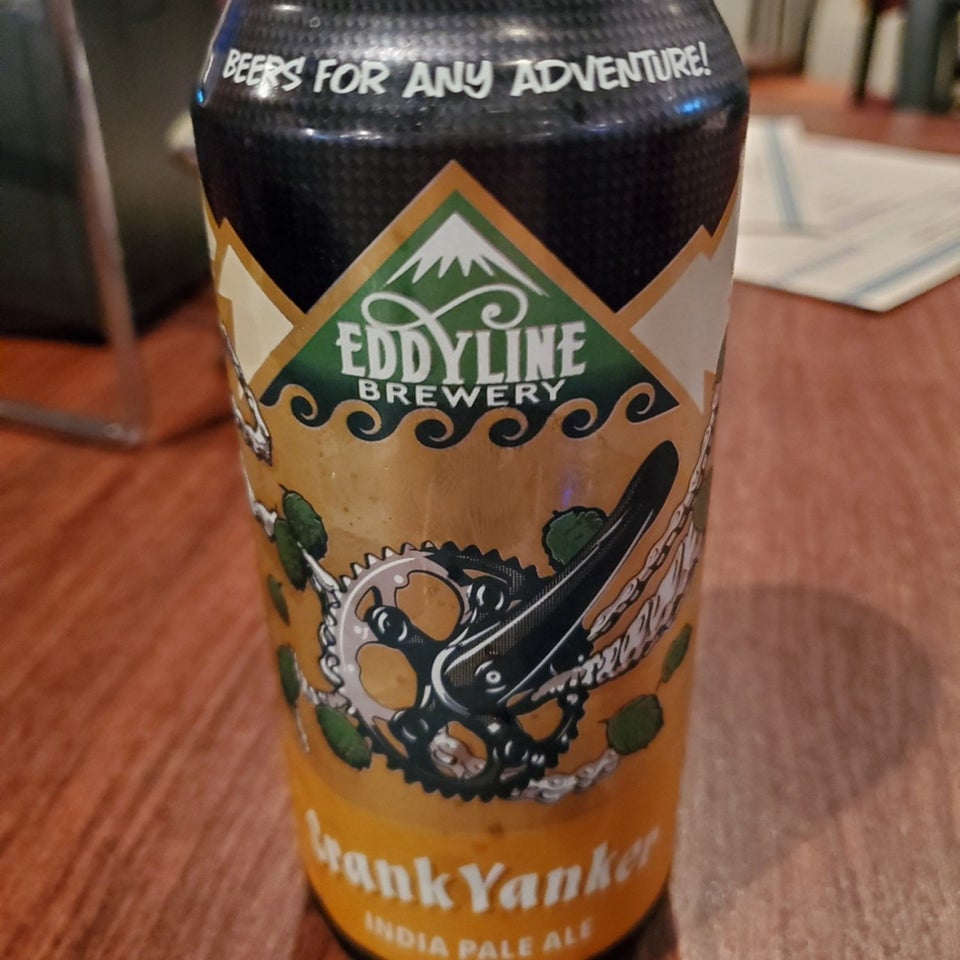 BEERS FOR ANY ADVENTURE!
EDDYLINE
BREWERY
CrankYanker
INDIA PALE ALE